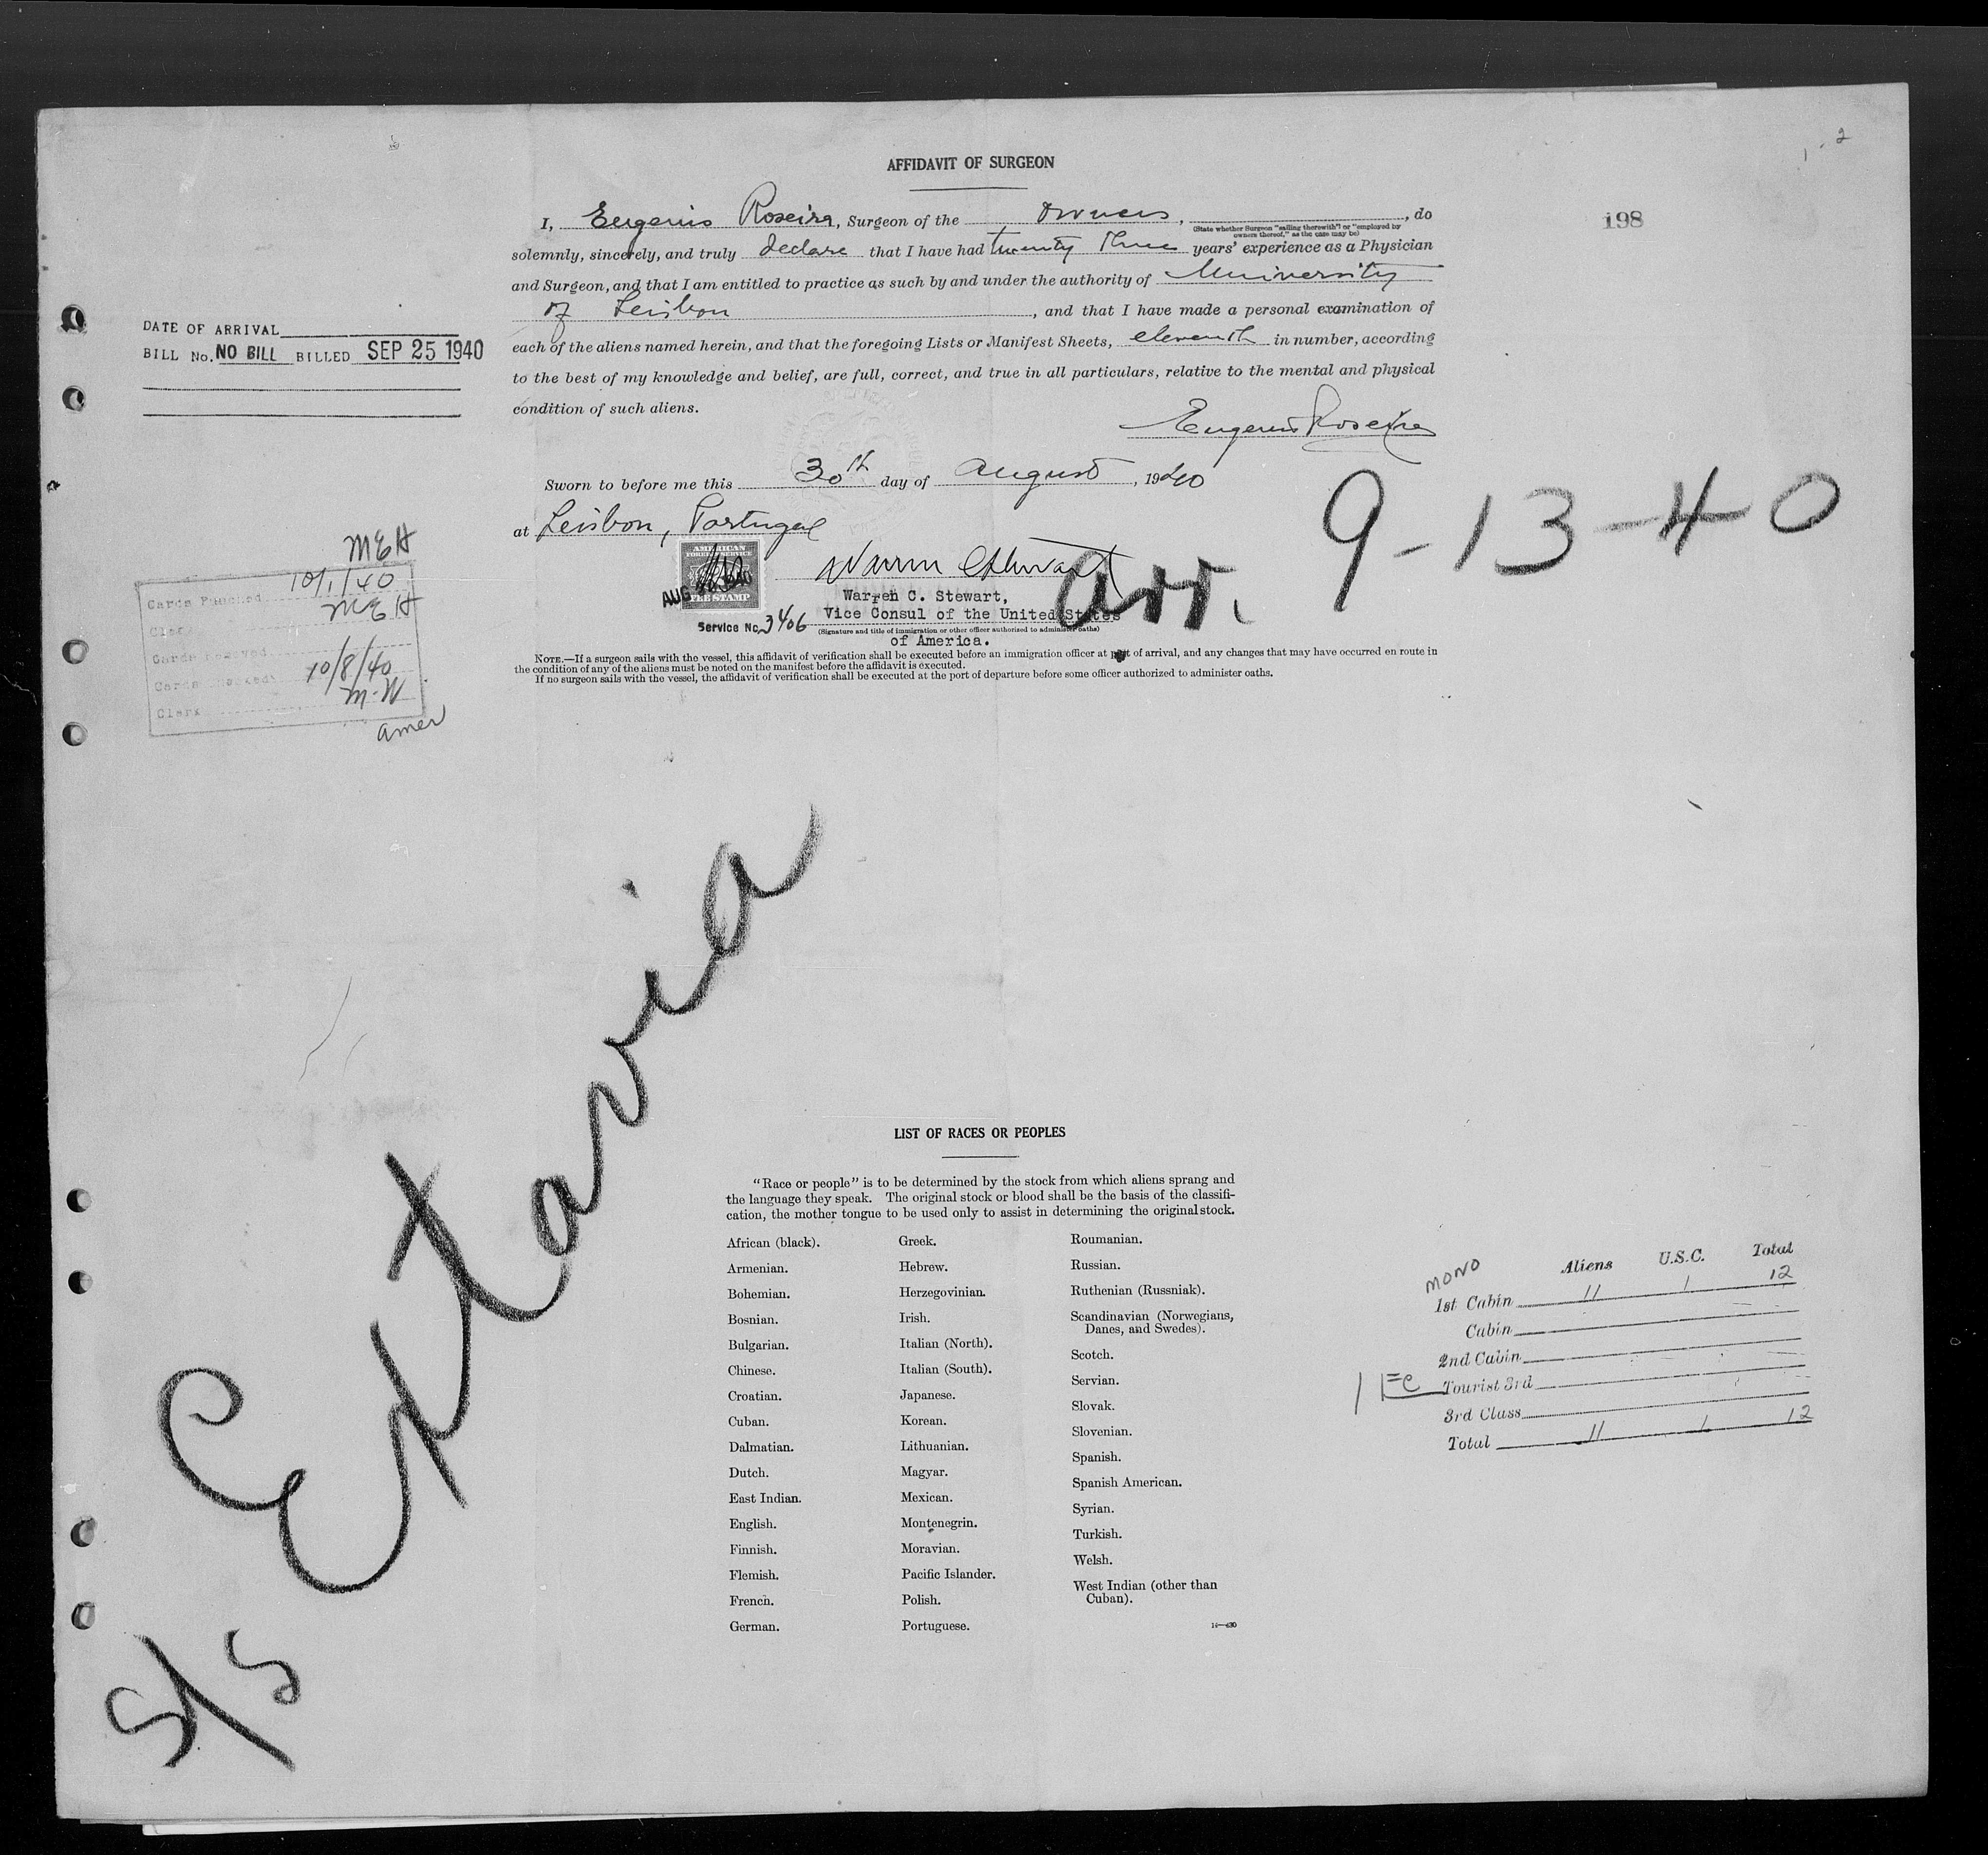 1 - 2
AFFIDAVIT OF SURGEON
198
I, Eugenio Roseira, Surgeon of the owners, , do
(State whether Surgeon "sailing therewith" or "employed by
owners thereof," as the case may be)
solemnly, sincerely, and truly declare that I have had twenty three years' experience as a Physician
and Surgeon, and that I am entitled to practice as such by and under the authority of University
of Leisbon, and that I have made a personal examination of
each of the aliens named herein, and that the foregoing Lists or Manifest Sheets, eleventh in number, according
to the best of my knowledge and belief, are full, correct, and true in all particulars, relative to the mental and physical
condition of such aliens.
Eugenio Roseira
Sworn to before me this 30th day of August, 1940
at Leisbon, Portugal
DATE OF ARRIVAL
BILL No. NO BILL BILLED SEP 25 1940
9-13-40
Arr.
AMERICAN
FOREIGN SERVICE
FEE STAMP
AUG 30 1940
Service No. 3406
Warren C Stewart
Warren C. Stewart,
Vice Consul of the United States
(Signature and title of immigration or other officer authorized to administer oaths)
of America.
MEH
Cards Punched 10/1/40
Clerk MEH
Cards Received
Cards Checked 10/8/40
Clerk M-W
amer
NOTE.—If a surgeon sails with the vessel, this affidavit of verification shall be executed before an immigration officer at port of arrival, and any changes that may have occurred en route in
the condition of any of the aliens must be noted on the manifest before the affidavit is executed.
If no surgeon sails with the vessel, the affidavit of verification shall be executed at the port of departure before some officer authorized to administer oaths.
S/S Extavia
LIST OF RACES OR PEOPLES
"Race or people" is to be determined by the stock from which aliens sprang and
the language they speak. The original stock or blood shall be the basis of the classifi-
cation, the mother tongue to be used only to assist in determining the original stock.
African (black).
Armenian.
Bohemian.
Bosnian.
Bulgarian.
Chinese.
Croatian.
Cuban.
Dalmatian.
Dutch.
East Indian.
English.
Finnish.
Flemish.
French.
German.
Greek.
Hebrew.
Herzegovinian.
Irish.
Italian (North).
Italian (South).
Japanese.
Korean.
Lithuanian.
Magyar.
Mexican.
Montenegrin.
Moravian.
Pacific Islander.
Polish.
Portuguese.
Roumanian.
Russian.
Ruthenian (Russniak).
Scandinavian (Norwegians,
Danes, and Swedes).
Scotch.
Servian.
Slovak.
Slovenian.
Spanish.
Spanish American.
Syrian.
Turkish.
Welsh.
West Indian (other than
Cuban).
MONO
Aliens U.S.C. Total
1st Cabin 11 1 12
Cabin
2nd Cabin
Tourist 3rd
3rd Class
Total 11 1 12